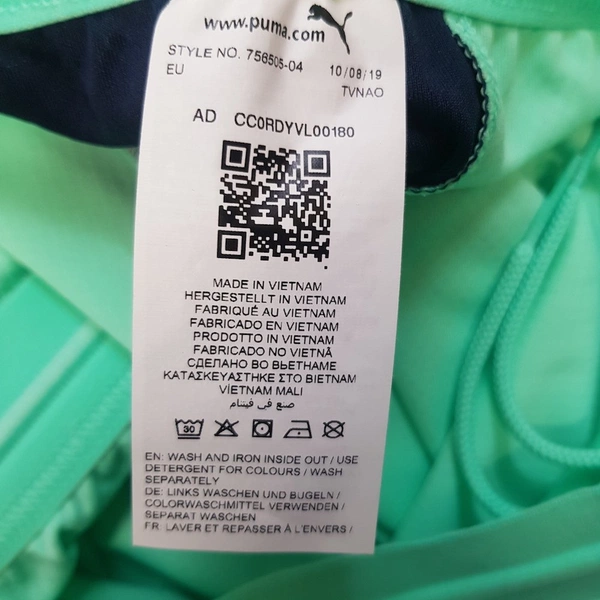 www.puma.com
STYLE NO. 756505-04 10/08/19
EU TVNAO
AD CC0RDYVL00180
MADE IN VIETNAM
HERGESTELLT IN VIETNAM
FABRIQUÉ AU VIETNAM
FABRICADO EN VIETNAM
PRODOTTO IN VIETNAM
FABRICADO NO VIETNÃ
СДЕЛАНО ВО ВЬЕТНАМЕ
ΚΑΤΑΣΚΕΥΑΣΤΗΚΕ ΣΤΟ ΒΙΕΤΝΑΜ
VİETNAM MALI
صنع في فيتنام
30
EN: WASH AND IRON INSIDE OUT / USE
DETERGENT FOR COLOURS / WASH
SEPARATELY
DE: LINKS WASCHEN UND BÜGELN /
COLORWASCHMITTEL VERWENDEN /
SEPARAT WASCHEN
FR: LAVER ET REPASSER À L'ENVERS /